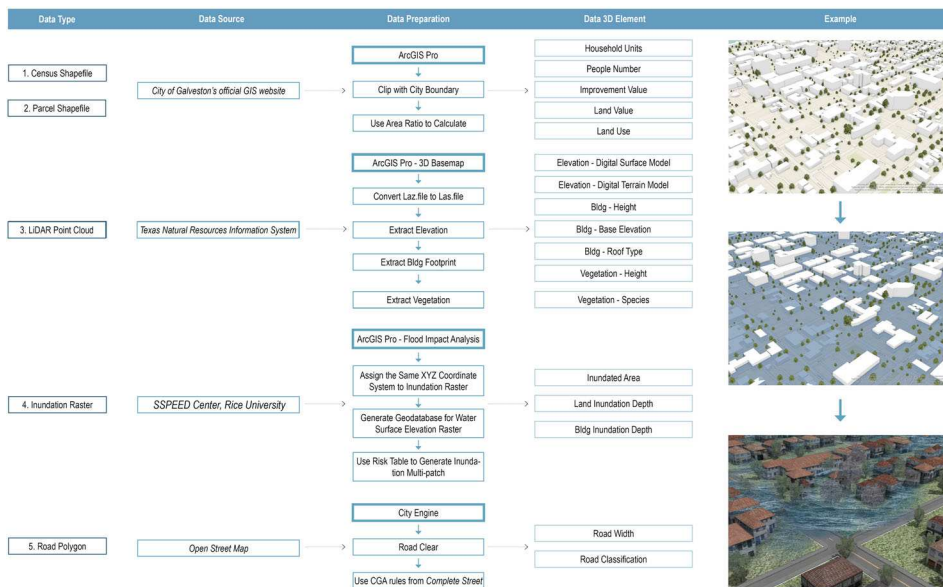 Data Type
Data Source
Data Preparation
Data 3D Element
Example
1. Census Shapefile
2. Parcel Shapefile
City of Galveston's official GIS website
ArcGIS Pro
Clip with City Boundary
Use Area Ratio to Calculate
Household Units
People Number
Improvement Value
Land Value
Land Use
3. LiDAR Point Cloud
Texas Natural Resources Information System
ArcGIS Pro - 3D Basemap
Convert Laz.file to Las.file
Extract Elevation
Extract Bldg Footprint
Extract Vegetation
Elevation - Digital Surface Model
Elevation - Digital Terrain Model
Bldg - Height
Bldg - Base Elevation
Bldg - Roof Type
Vegetation - Height
Vegetation - Species
4. Inundation Raster
SSPEED Center, Rice University
ArcGIS Pro - Flood Impact Analysis
Assign the Same XYZ Coordinate
System to Inundation Raster
Generate Geodatabase for Water
Surface Elevation Raster
Use Risk Table to Generate Inunda-
tion Multi-patch
Inundated Area
Land Inundation Depth
Bldg Inundation Depth
5. Road Polygon
Open Street Map
City Engine
Road Clear
Use CGA rules from Complete Street
Road Width
Road Classification